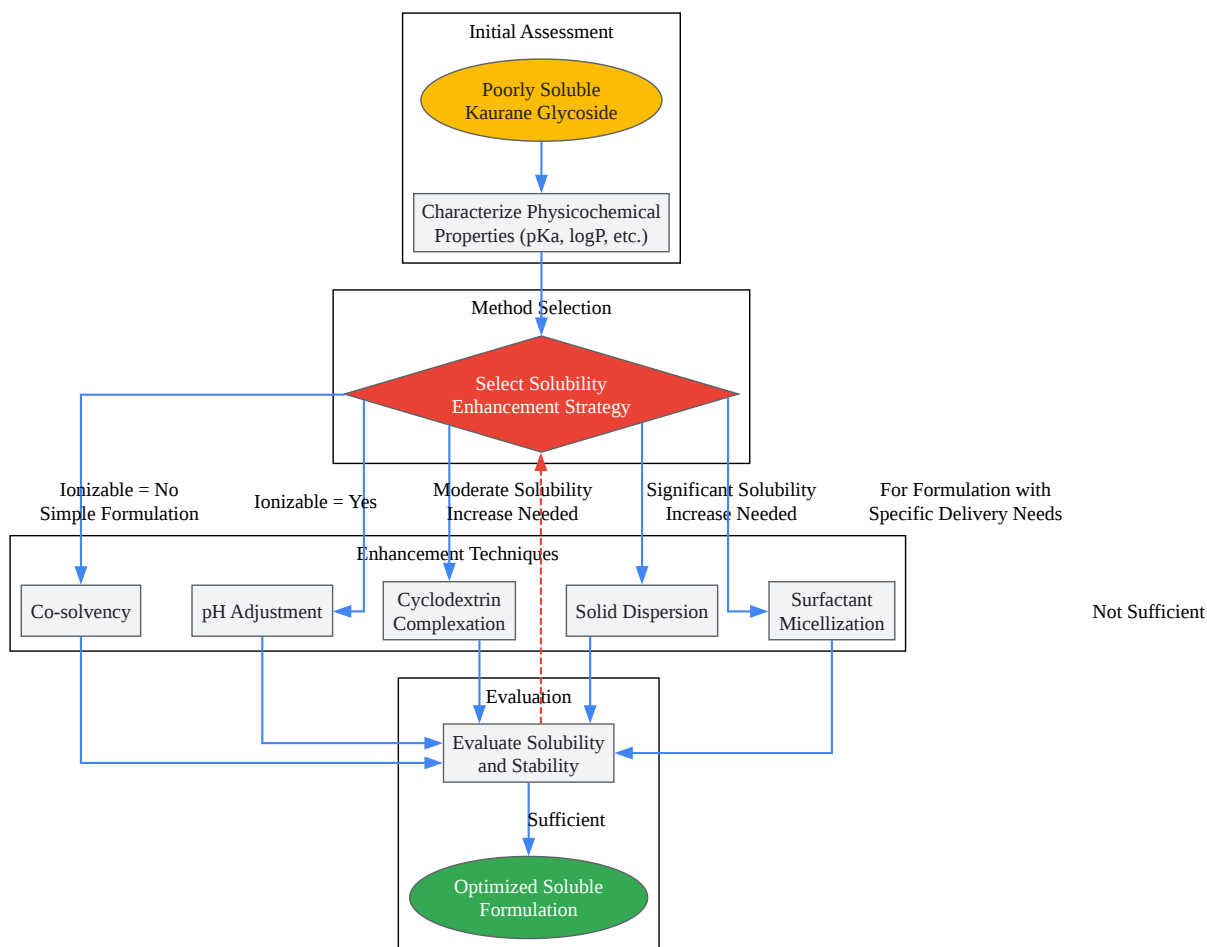 Initial Assessment
Poorly Soluble
Kaurane Glycoside
Characterize Physicochemical
Properties (pKa, logP, etc.)
Method Selection
Select Solubility
Enhancement Strategy
Ionizable = No
Simple Formulation
Ionizable = Yes
Moderate Solubility
Increase Needed
Significant Solubility
Increase Needed
For Formulation with
Specific Delivery Needs
Enhancement Techniques
Co-solvency
pH Adjustment
Cyclodextrin
Complexation
Solid Dispersion
Surfactant
Micellization
Not Sufficient
Evaluation
Evaluate Solubility
and Stability
Sufficient
Optimized Soluble
Formulation